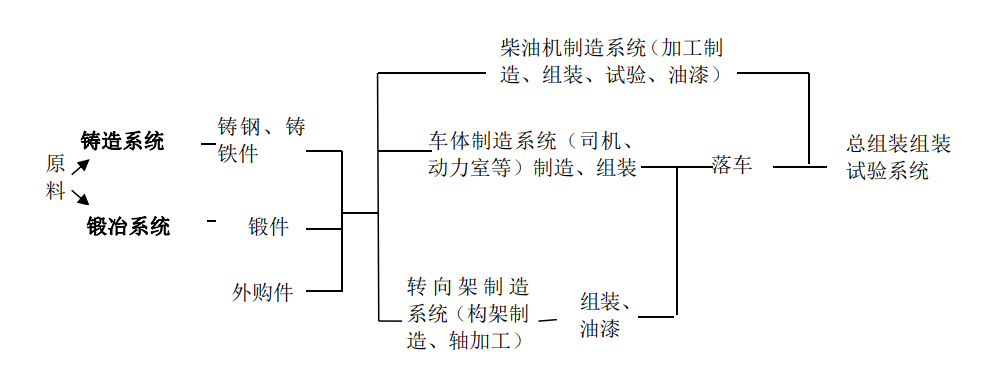 原
料
铸造系统
锻冶系统
铸钢、铸
铁件
锻件
外购件
柴油机制造系统（加工制
造、组装、试验、油漆）
车体制造系统（司机、
动力室等）制造、组装
转向架制造
系统（构架制
造、轴加工）
组装、
油漆
落车
总组装组装
试验系统